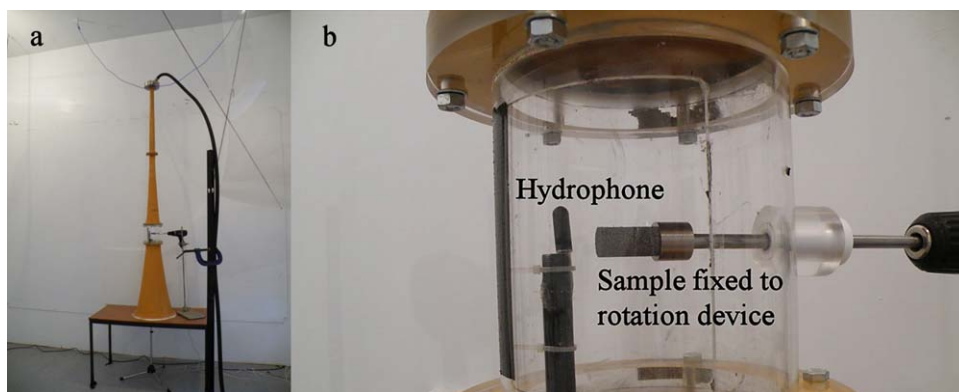 a
b
Hydrophone
Sample fixed to
rotation device